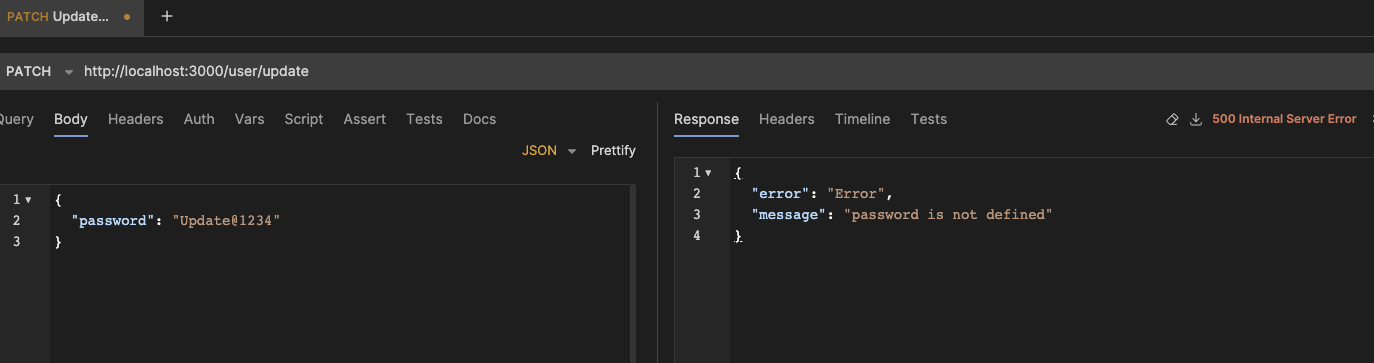 PATCH Update... +
PATCH http://localhost:3000/user/update
Query Body Headers Auth Vars Script Assert Tests Docs
JSON Prettify
1 {
2 "password": "Update@1234"
3 }
Response Headers Timeline Tests 500 Internal Server Error
1 {
2 "error": "Error",
3 "message": "password is not defined"
4 }